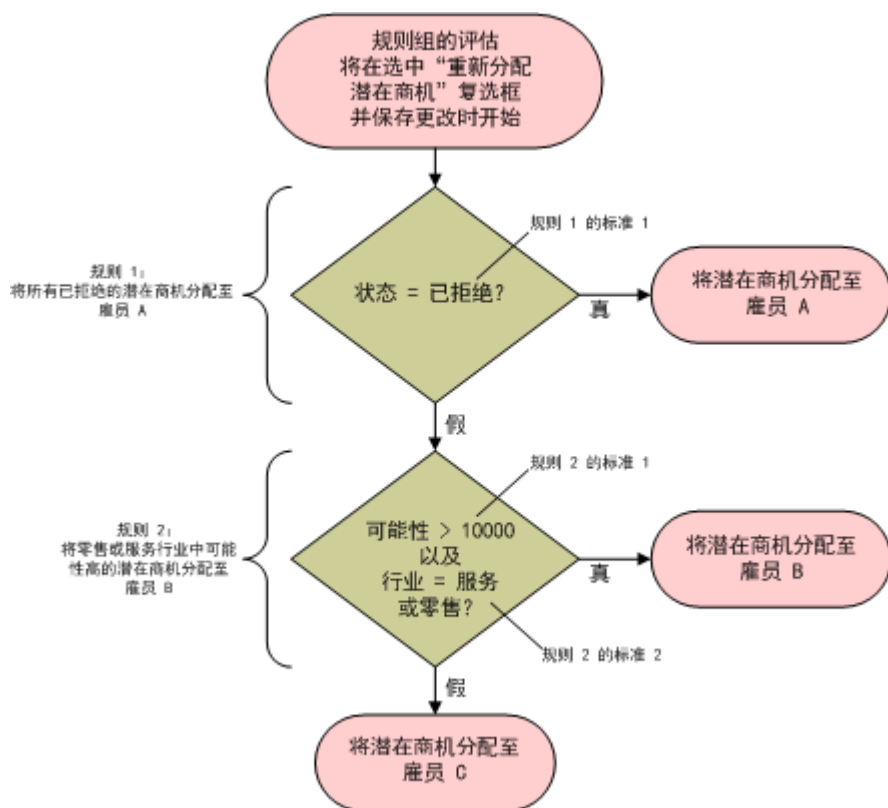 规则组的评估
将在选中“重新分配
潜在商机”复选框
并保存更改时开始
规则 1 的标准 1
规则 1:
将所有已拒绝的潜在商机分配至
雇员 A
状态 = 已拒绝?
真
将潜在商机分配至
雇员 A
假
规则 2 的标准 1
规则 2:
将零售或服务行业中可能
性高的潜在商机分配至
雇员 B
可能性 > 10000
以及
行业 = 服务
或零售?
真
将潜在商机分配至
雇员 B
规则 2 的标准 2
假
将潜在商机分配至
雇员 C